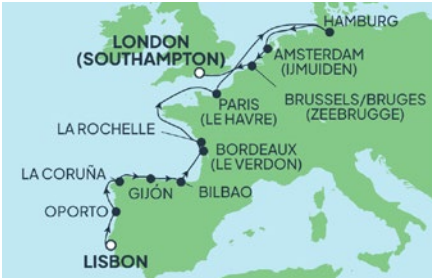 HAMBURG
LONDON
(SOUTHAMPTON)
AMSTERDAM
(IJMUIDEN)
PARIS
(LE HAVRE)
BRUSSELS/BRUGES
(ZEEBRUGGE)
LA ROCHELLE
BORDEAUX
(LE VERDON)
LA CORUÑA
GIJÓN
BILBAO
OPORTO
LISBON